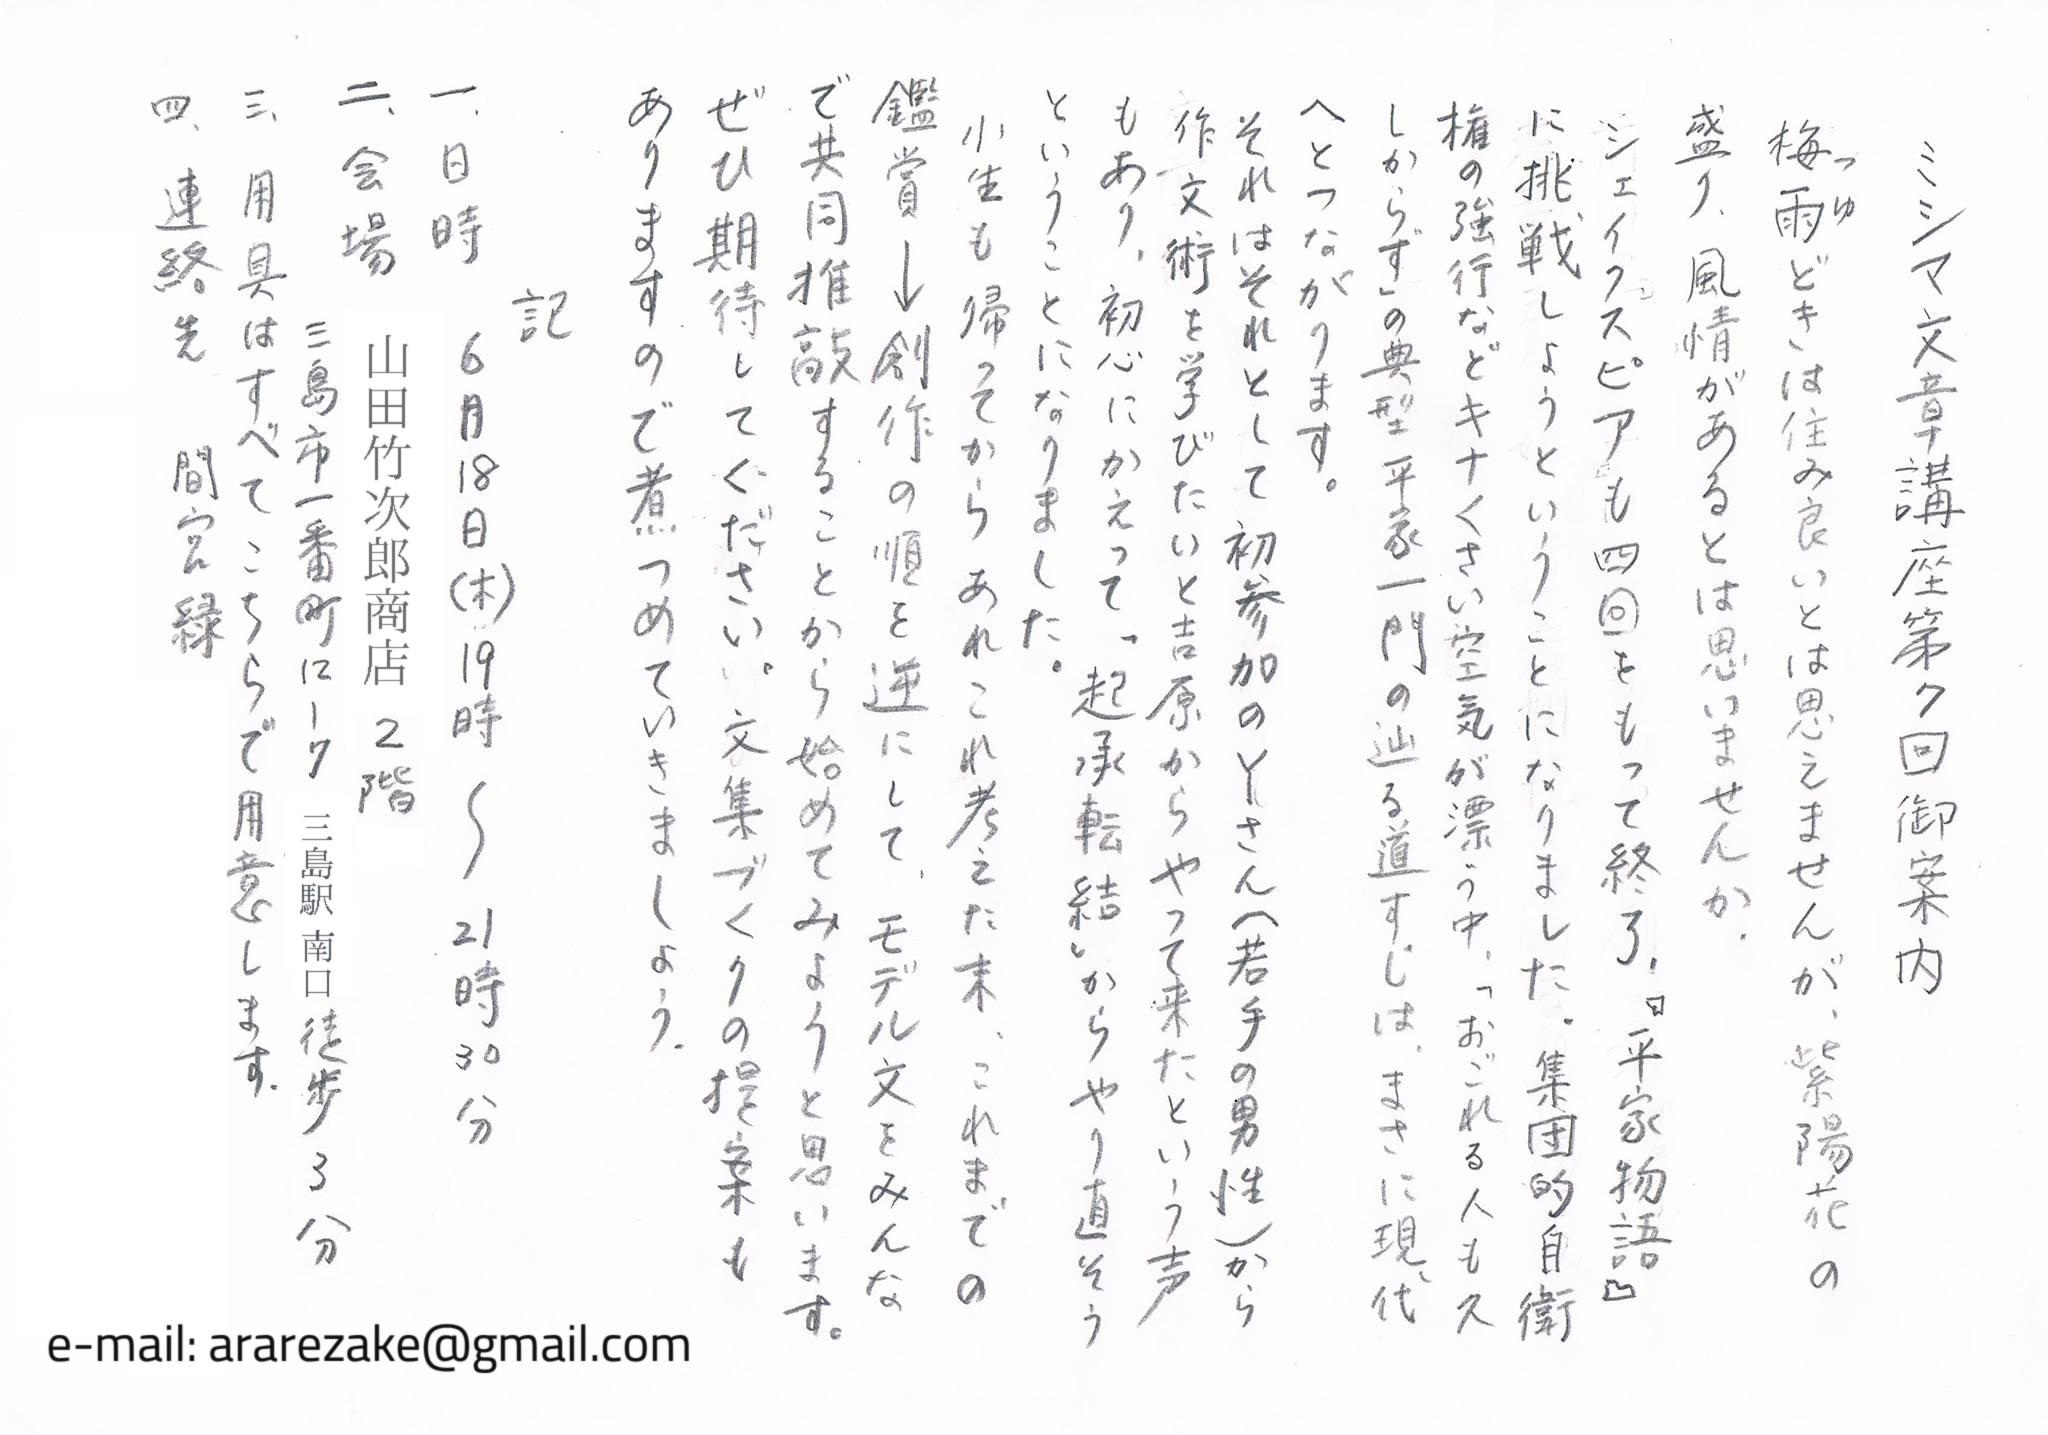 ミシマ文章講座第7回御案内
梅雨どきは住み良いとは思えませんが、紫陽花の
つゆ
盛り、風情があるとは思いませんか。
シェイクスピアも四回をもって終了、『平家物語』
に挑戦しようということになりました。集団的自衛
権の強行などキナくさい空気が漂う中、「おごれる人も久
しからず」の典型平家一門の辿る道すじは、まさに現代
へとつながります。
それはそれとして初参加のYさん(若手の男性)から
作文術を学びたいと吉原からやって来たという声
もあり、初心にかえって「起承転結」からやり直そう
ということになりました。
小生も帰ってからあれこれ考えた末、これまでの
鑑賞→創作の順を逆にして、モデル文をみんな
で共同推敲することから始めてみようと思います。
ぜひ期待してください。文集づくりの提案も
ありますので煮つめていきましょう。
記
一、日時 6月18日(木)19時〜21時30分
二、会場 山田竹次郎商店 2階
三島市一番町13-7 三島駅南口徒歩3分
三、用具はすべてこちらで用意します。
四、連絡先 間宮緑
e-mail: ararezake@gmail.com